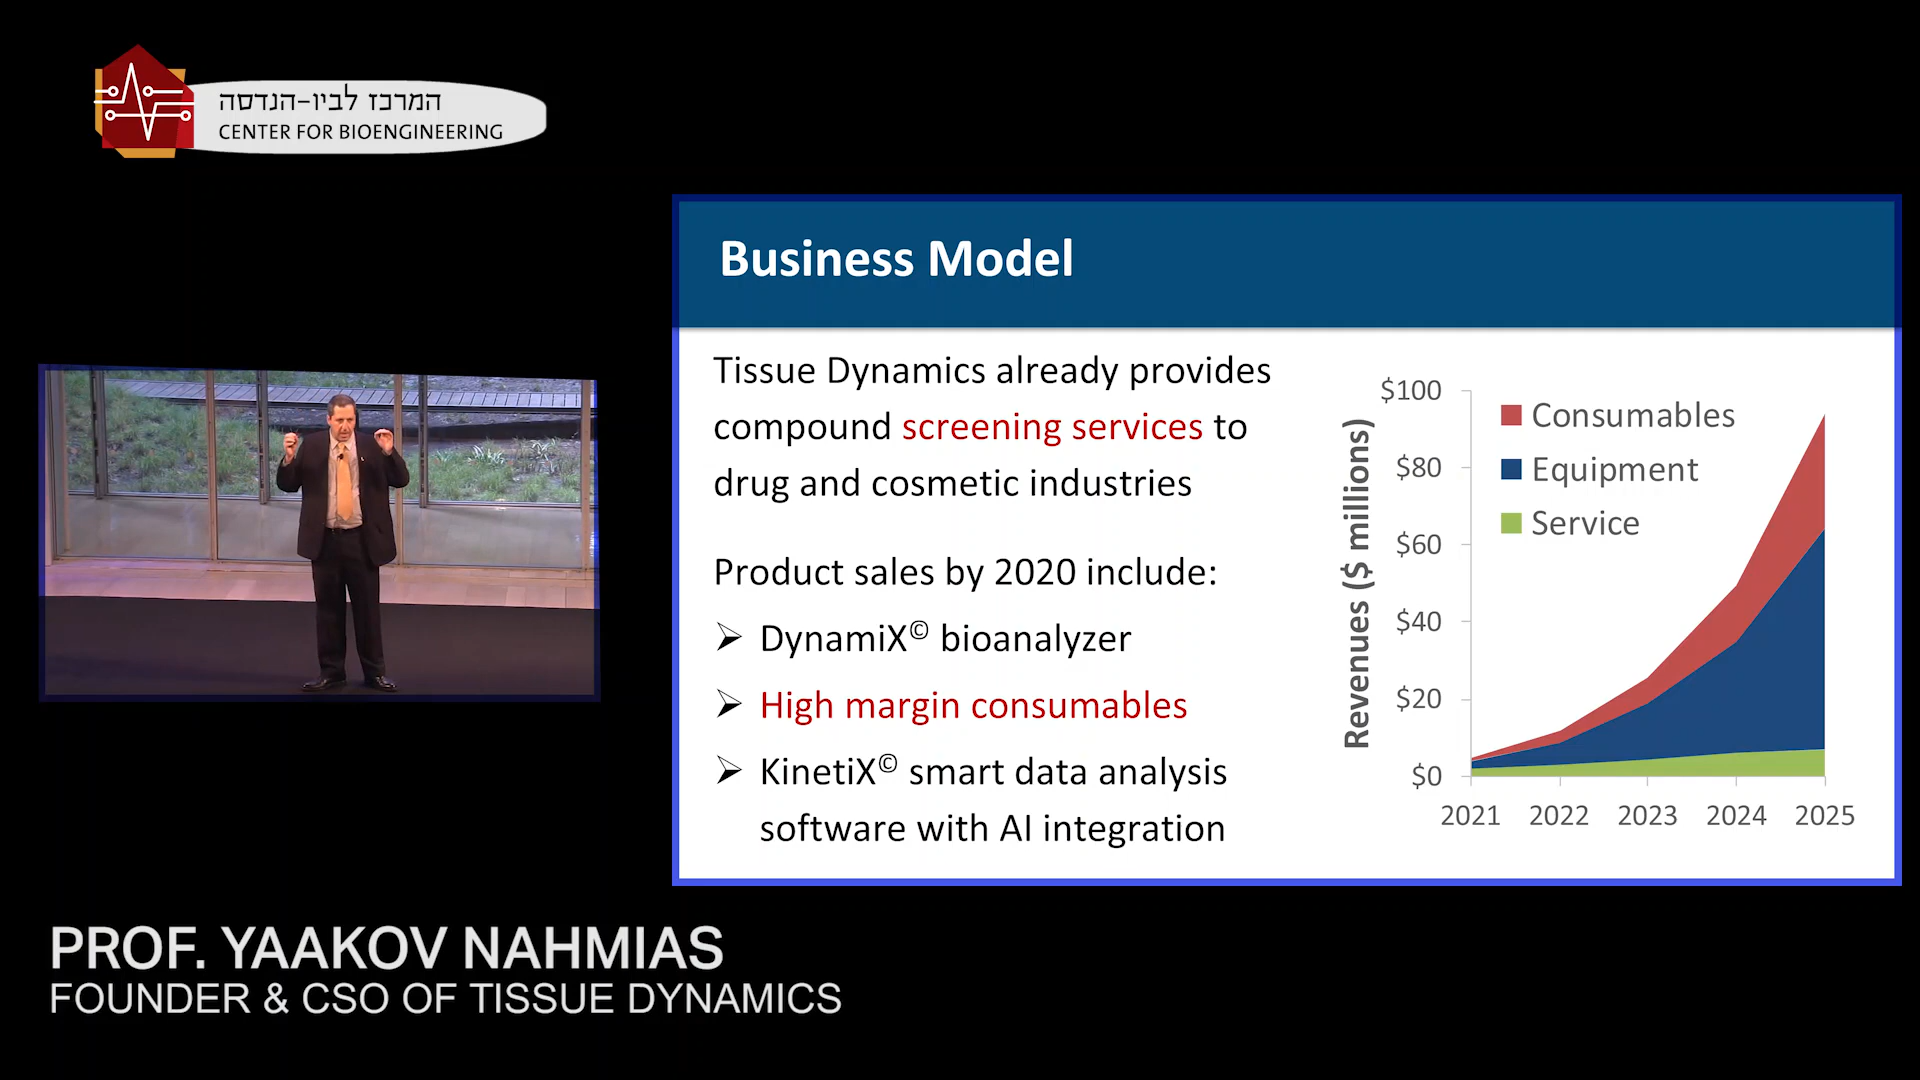 המרכז לביו-הנדסה
CENTER FOR BIOENGINEERING
Business Model
Tissue Dynamics already provides
compound screening services to
drug and cosmetic industries
Product sales by 2020 include:
➢ DynamiX© bioanalyzer
➢ High margin consumables
➢ KinetiX© smart data analysis
software with AI integration
Revenues ($ millions)
$100
$80
$60
$40
$20
$0
Consumables
Equipment
Service
2021 2022 2023 2024 2025
PROF. YAAKOV NAHMIAS
FOUNDER & CSO OF TISSUE DYNAMICS